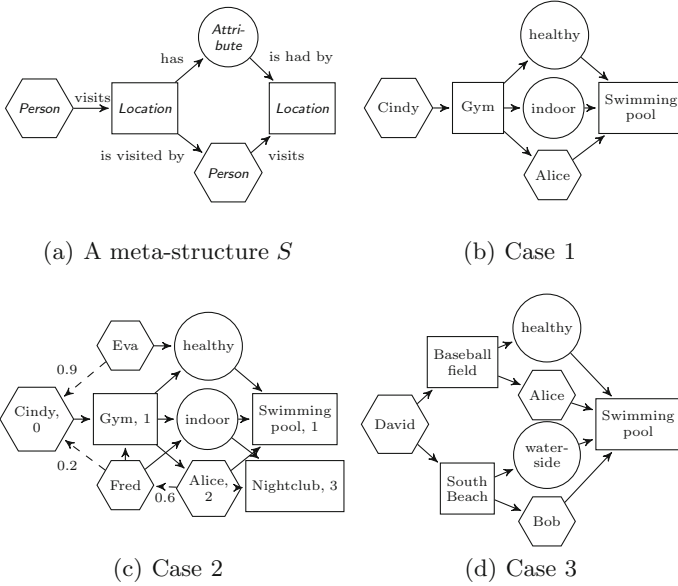 Attri-
bute
has
is had by
Person
visits
Location
Location
is visited by
Person
visits
(a) A meta-structure S
healthy
Cindy
Gym
indoor
Swimming
pool
Alice
(b) Case 1
Eva
healthy
0.9
Cindy,
0
Gym, 1
indoor
Swimming
pool, 1
0.2
Fred
0.6
Alice,
2
Nightclub, 3
(c) Case 2
healthy
Baseball
field
Alice
David
Swimming
pool
water-
side
South
Beach
Bob
(d) Case 3